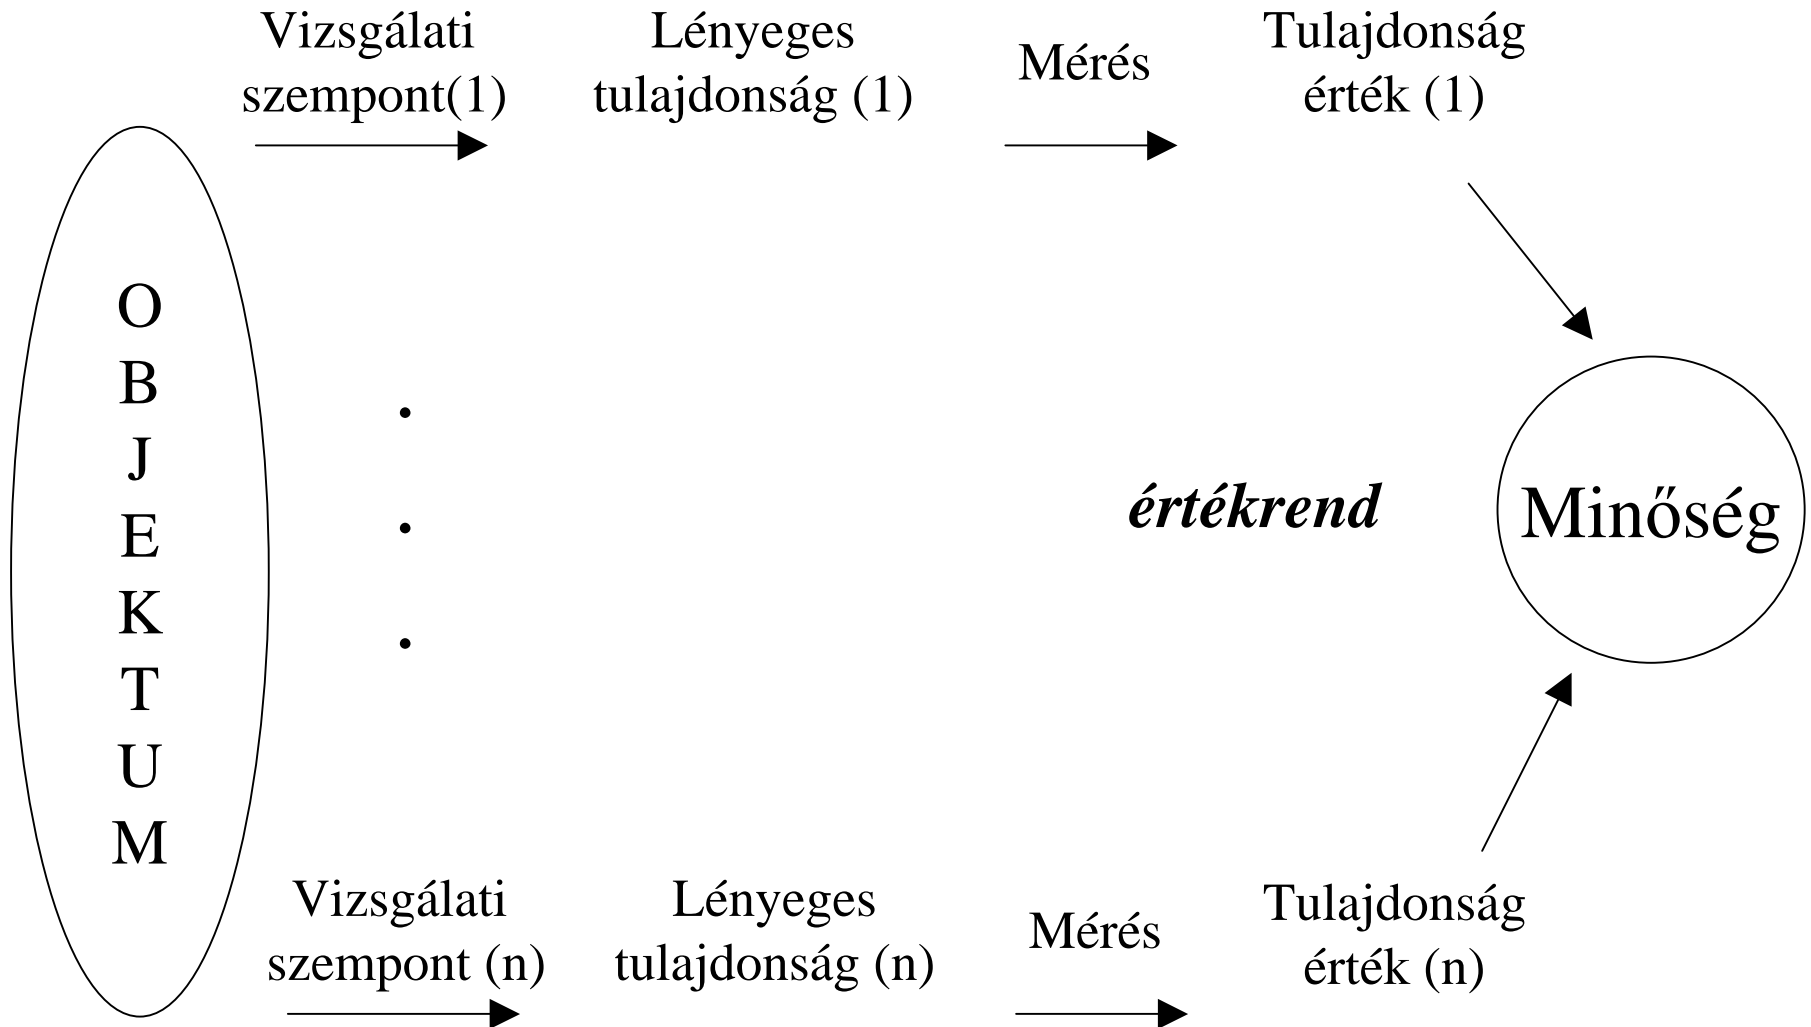 Vizsgálati
szempont(1)
Lényeges
tulajdonság (1)
Mérés
Tulajdonság
érték (1)
O
B
J
E
K
T
U
M
.
.
.
értékrend
Minőség
Vizsgálati
szempont (n)
Lényeges
tulajdonság (n)
Mérés
Tulajdonság
érték (n)